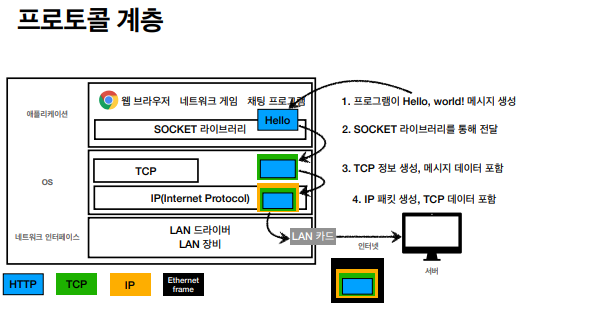 프로토콜 계층
애플리케이션
웹 브라우저 네트워크 게임 채팅 프로그램
Hello
SOCKET 라이브러리
1. 프로그램이 Hello, world! 메시지 생성
2. SOCKET 라이브러리를 통해 전달
OS
TCP
IP(Internet Protocol)
3. TCP 정보 생성, 메시지 데이터 포함
4. IP 패킷 생성, TCP 데이터 포함
네트워크 인터페이스
LAN 드라이버
LAN 장비
LAN 카드
인터넷
서버
HTTP
TCP
IP
Ethernet
frame